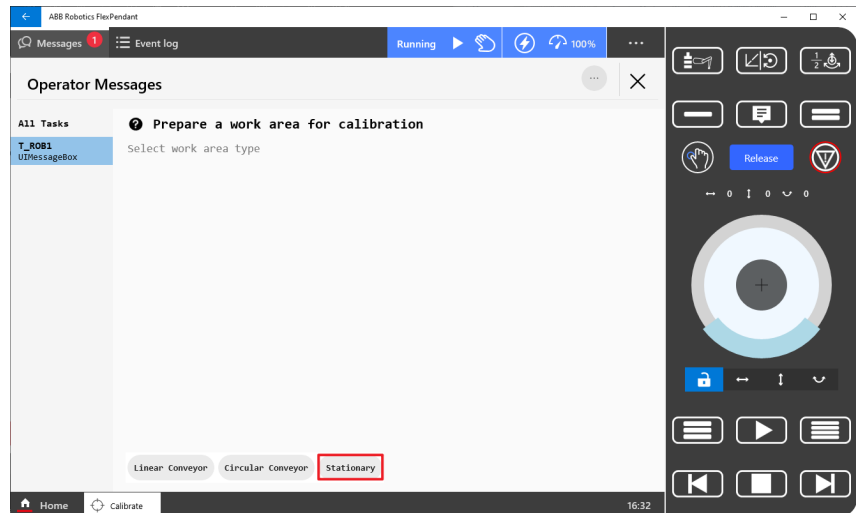 ABB Robotics FlexPendant
Messages 1 Event log Running 100%
Operator Messages
All Tasks
T_ROB1
UIMessageBox
Prepare a work area for calibration
Select work area type
Linear Conveyor Circular Conveyor Stationary
Home Calibrate 16:32
1
2
Release
0 0 0